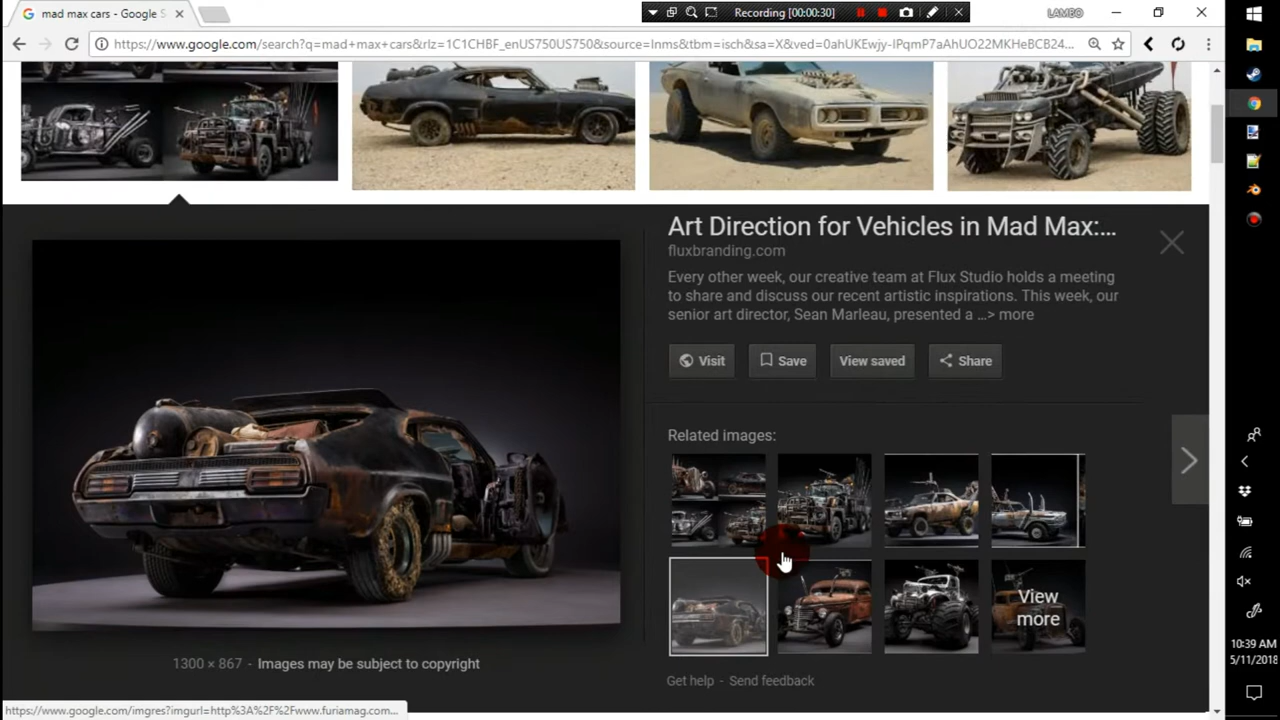 mad max cars - Google S
Recording [00:00:30]
LAMBO
https://www.google.com/search?q=mad+max+cars&rlz=1C1CHBF_enUS750US750&source=lnms&tbm=isch&sa=X&ved=0ahUKEwjy-IPqmP7aAhUO22MKHeBCB24...
Art Direction for Vehicles in Mad Max:...
fluxbranding.com
Every other week, our creative team at Flux Studio holds a meeting
to share and discuss our recent artistic inspirations. This week, our
senior art director, Sean Marleau, presented a ...> more
Visit
Save
View saved
Share
Related images:
View
more
1300 × 867 - Images may be subject to copyright
Get help - Send feedback
https://www.google.com/imgres?imgurl=http%3A%2F%2Fwww.furiamag.com...
10:39 AM
5/11/2018